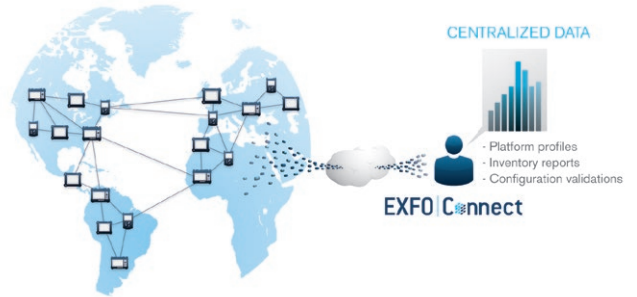 CENTRALIZED DATA
· Platform profiles
· Inventory reports
· Configuration validations
EXFO|Connect